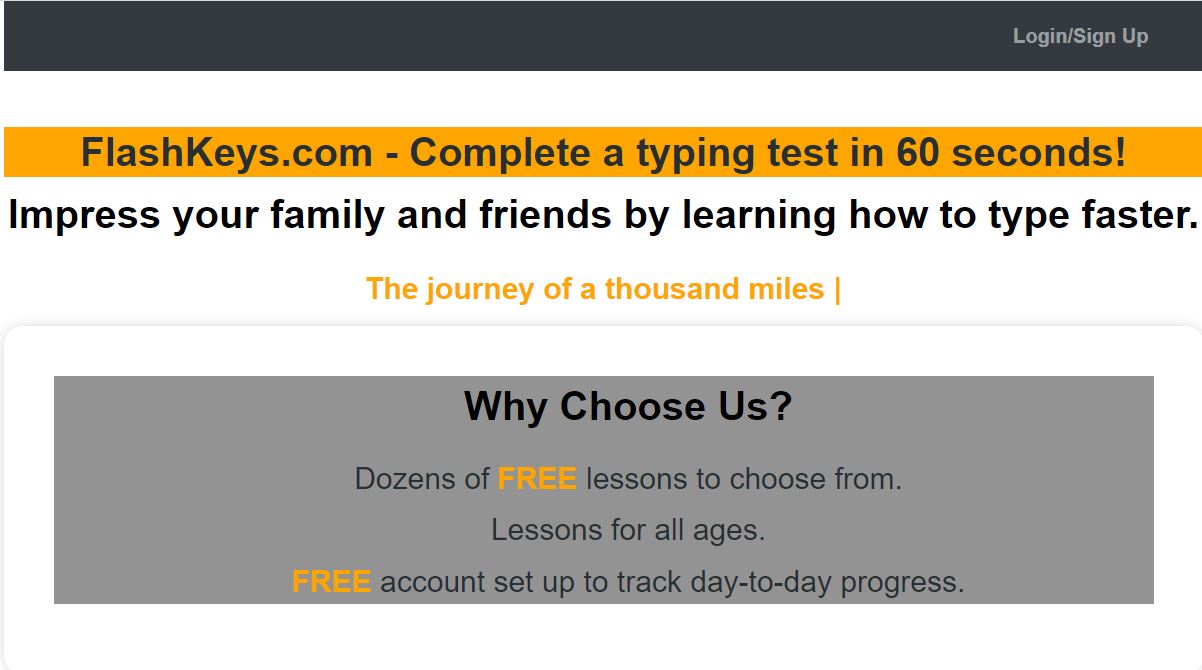 Login/Sign Up
FlashKeys.com - Complete a typing test in 60 seconds!
Impress your family and friends by learning how to type faster.
The journey of a thousand miles |
Why Choose Us?
Dozens of FREE lessons to choose from.
Lessons for all ages.
FREE account set up to track day-to-day progress.